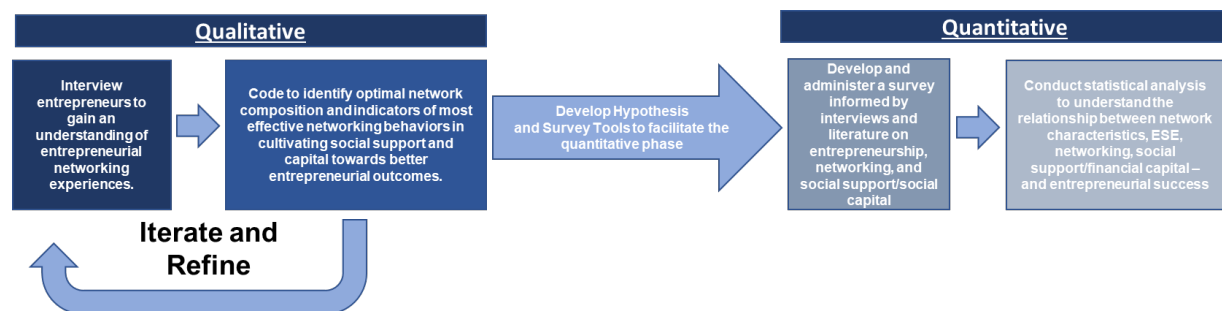 Qualitative
Interview
entrepreneurs to
gain an
understanding of
entrepreneurial
networking
experiences.
Code to identify optimal network
composition and indicators of most
effective networking behaviors in
cultivating social support and
capital towards better
entrepreneurial outcomes.
Iterate and
Refine
Develop Hypothesis
and Survey Tools to facilitate the
quantitative phase
Quantitative
Develop and
administer a survey
informed by
interviews and
literature on
entrepreneurship,
networking, and
social support/social
capital
Conduct statistical analysis
to understand the
relationship between network
characteristics, ESE,
networking, social
support/financial capital –
and entrepreneurial success